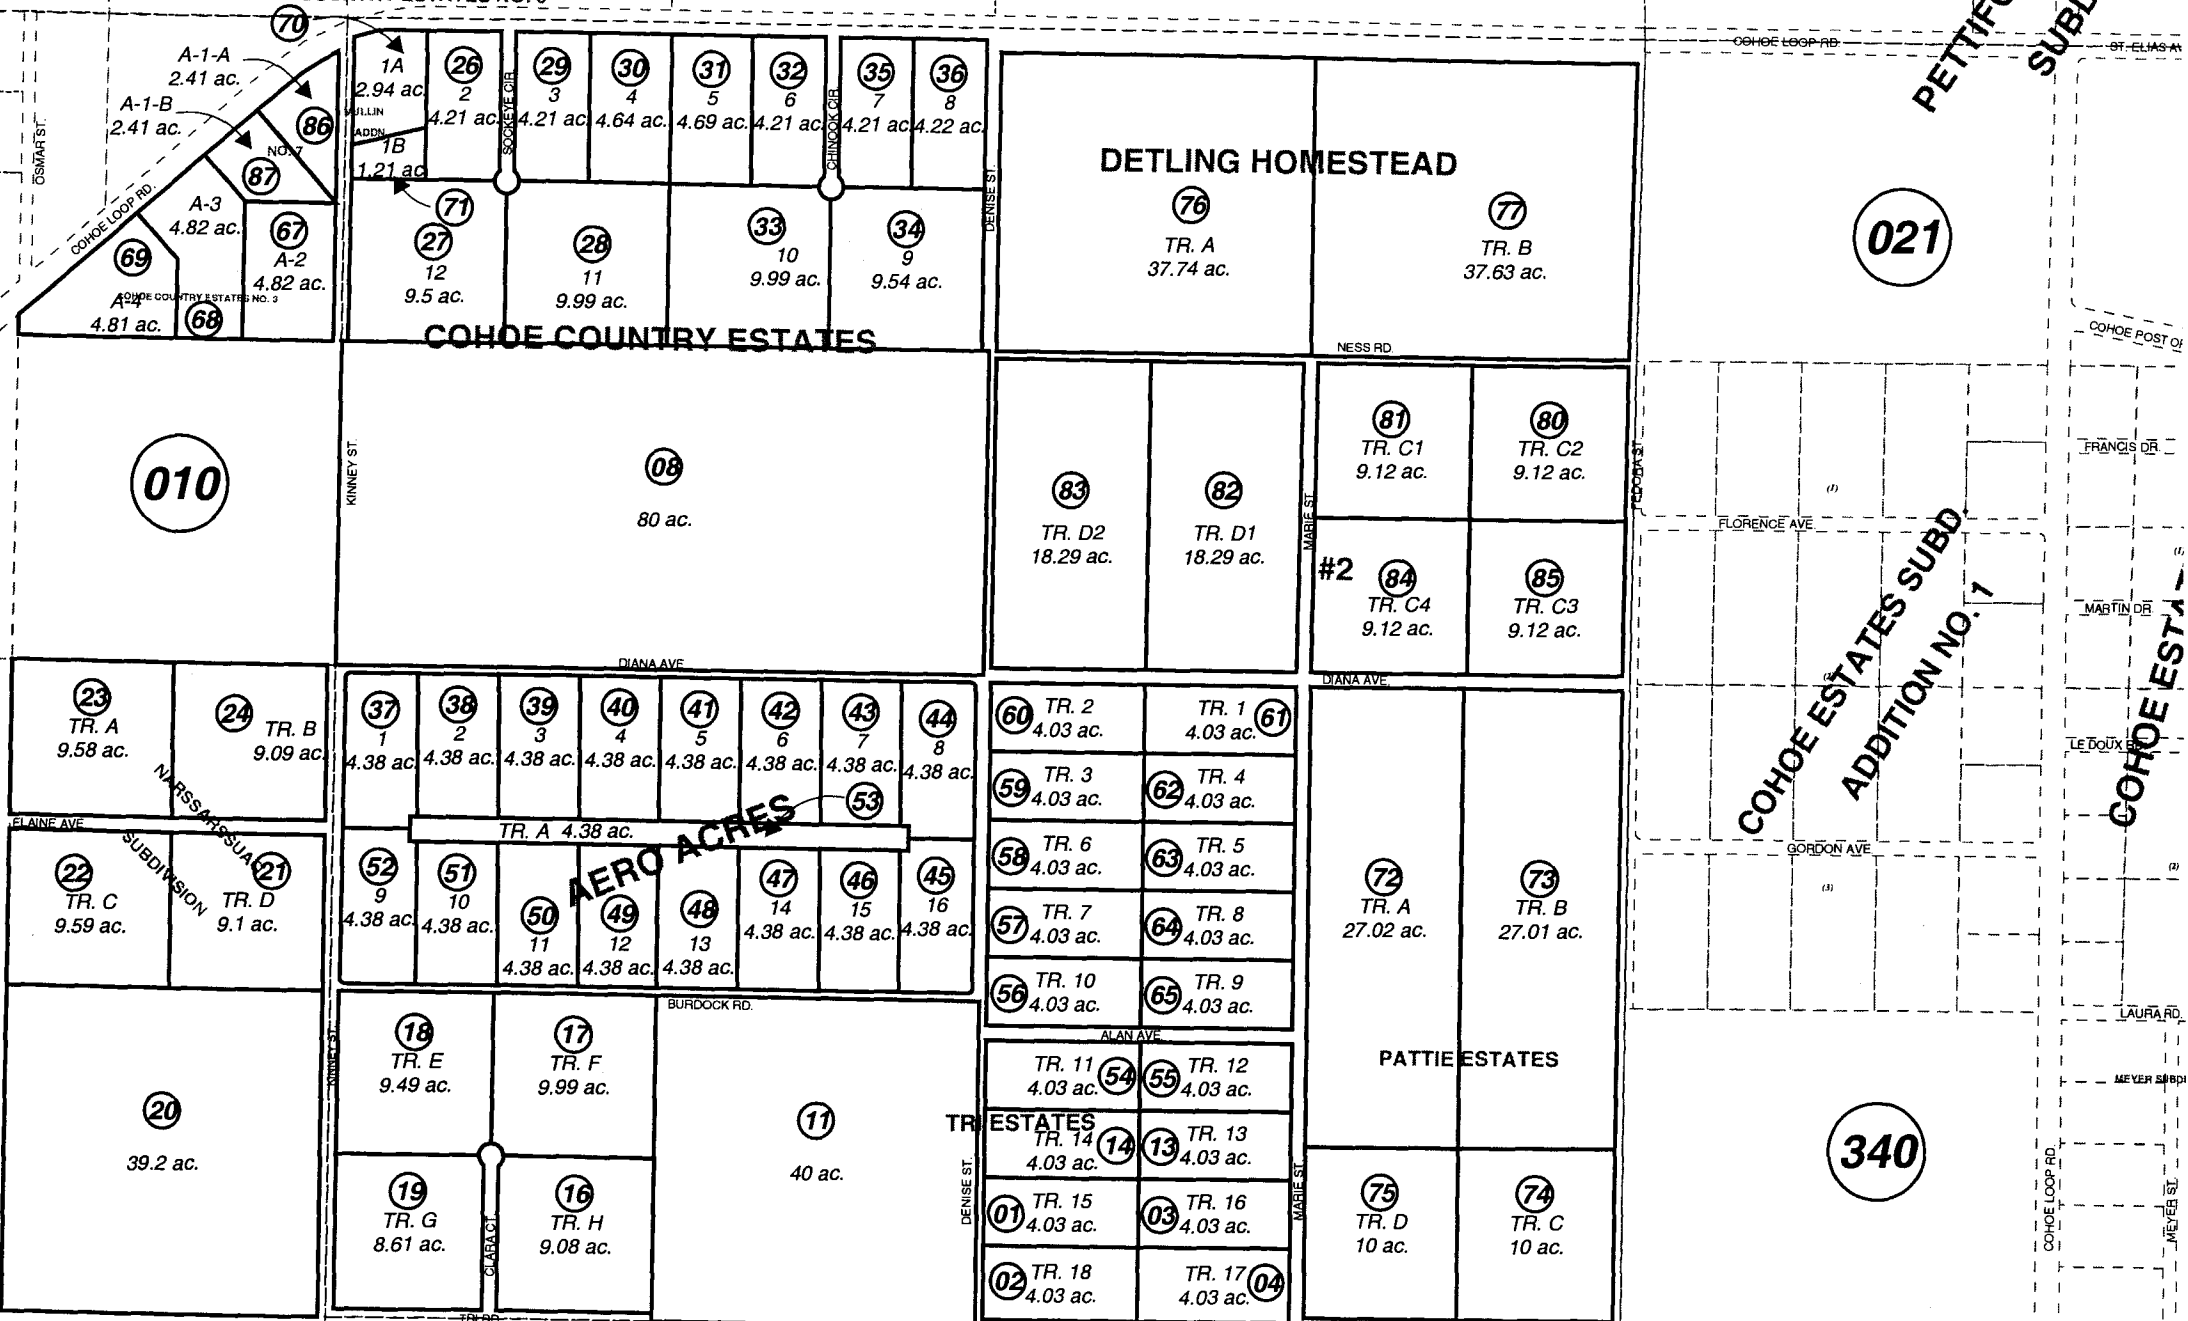 70
A-1-A
2.41 ac.
A-1-B
2.41 ac.
86
NO. 7
87
OSMAR ST.
COHOE LOOP RD.
A-3
4.82 ac.
67
A-2
4.82 ac.
69
A-4
4.81 ac.
COHOE COUNTRY ESTATES NO. 3
68
1A
2.94 ac.
ADDN
1B
1.21 ac
71
26
2
4.21 ac.
SOCKEYE CIR.
29
3
4.21 ac.
30
4
4.64 ac.
31
5
4.69 ac.
32
6
4.21 ac.
CHINOOK CIR.
35
7
4.21 ac.
36
8
4.22 ac.
27
12
9.5 ac.
28
11
9.99 ac.
33
10
9.99 ac.
34
9
9.54 ac.
DENISE ST.
COHOE COUNTRY ESTATES
DETLING HOMESTEAD
76
TR. A
37.74 ac.
77
TR. B
37.63 ac.
COHOE LOOP RD.
ST. ELIAS
021
NESS RD.
010
KINNEY ST.
08
80 ac.
83
TR. D2
18.29 ac.
82
TR. D1
18.29 ac.
MARIE ST.
81
TR. C1
9.12 ac.
80
TR. C2
9.12 ac.
#2
84
TR. C4
9.12 ac.
85
TR. C3
9.12 ac.
COHOE POST
FRANCIS DR.
(1)
FLORENCE AVE.
COHOE ESTATES SUBD.
ADDITION NO. 1
MARTIN DR.
GORDON AVE.
(3)
(2)
LAURA RD.
DIANA AVE.
DIANA AVE.
23
TR. A
9.58 ac.
24
TR. B
9.09 ac.
ELAINE AVE.
NARSSARSSUAQ
SUBDIVISION
22
TR. C
9.59 ac.
21
TR. D
9.1 ac.
37
1
4.38 ac.
38
2
4.38 ac.
39
3
4.38 ac.
40
4
4.38 ac.
41
5
4.38 ac.
42
6
4.38 ac.
43
7
4.38 ac.
44
8
4.38 ac.
53
TR. A 4.38 ac.
AERO ACRES
52
9
4.38 ac.
51
10
4.38 ac.
50
11
4.38 ac.
49
12
4.38 ac.
48
13
4.38 ac.
47
14
4.38 ac.
46
15
4.38 ac.
45
16
4.38 ac.
BURDOCK RD.
60 TR. 2
4.03 ac.
TR. 1 61
4.03 ac.
59 TR. 3
4.03 ac.
62 TR. 4
4.03 ac.
58 TR. 6
4.03 ac.
63 TR. 5
4.03 ac.
57 TR. 7
4.03 ac.
64 TR. 8
4.03 ac.
56 TR. 10
4.03 ac.
65 TR. 9
4.03 ac.
ALAN AVE.
TR. 11 54
4.03 ac.
55 TR. 12
4.03 ac.
TRI ESTATES
TR. 14 14
4.03 ac.
13 TR. 13
4.03 ac.
01 TR. 15
4.03 ac.
03 TR. 16
4.03 ac.
02 TR. 18
4.03 ac.
TR. 17 04
4.03 ac.
72
TR. A
27.02 ac.
73
TR. B
27.01 ac.
PATTIE ESTATES
75
TR. D
10 ac.
74
TR. C
10 ac.
340
COHOE LOOP RD.
MEYER ST.
20
39.2 ac.
KINNEY ST.
18
TR. E
9.49 ac.
17
TR. F
9.99 ac.
19
TR. G
8.61 ac.
CLARA CT.
16
TR. H
9.08 ac.
11
40 ac.
DENISE ST.
MARIE ST.